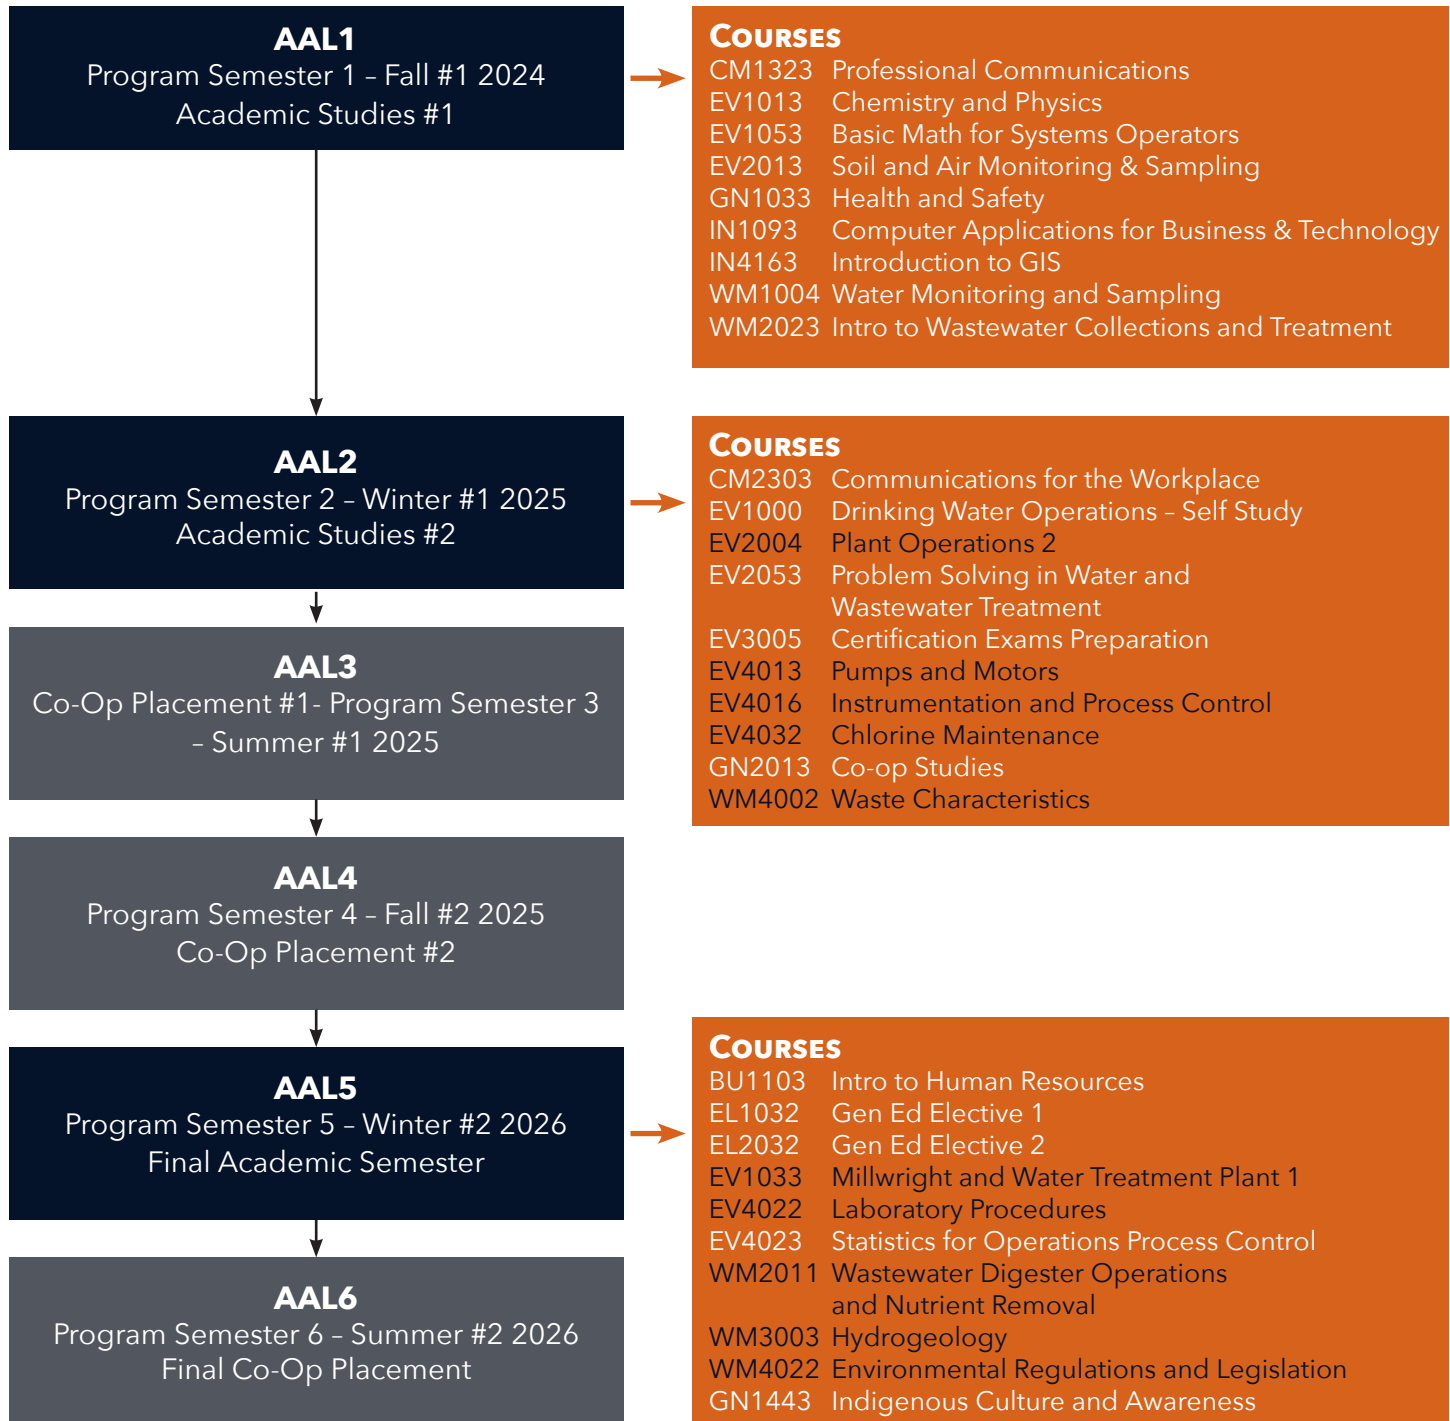 AAL1
Program Semester 1 – Fall #1 2024
Academic Studies #1
COURSES
CM1323 Professional Communications
EV1013 Chemistry and Physics
EV1053 Basic Math for Systems Operators
EV2013 Soil and Air Monitoring & Sampling
GN1033 Health and Safety
IN1093 Computer Applications for Business & Technology
IN4163 Introduction to GIS
WM1004 Water Monitoring and Sampling
WM2023 Intro to Wastewater Collections and Treatment
AAL2
Program Semester 2 – Winter #1 2025
Academic Studies #2
COURSES
CM2303 Communications for the Workplace
EV1000 Drinking Water Operations – Self Study
EV2004 Plant Operations 2
EV2053 Problem Solving in Water and
Wastewater Treatment
EV3005 Certification Exams Preparation
EV4013 Pumps and Motors
EV4016 Instrumentation and Process Control
EV4032 Chlorine Maintenance
GN2013 Co-op Studies
WM4002 Waste Characteristics
AAL3
Co-Op Placement #1- Program Semester 3
– Summer #1 2025
AAL4
Program Semester 4 – Fall #2 2025
Co-Op Placement #2
AAL5
Program Semester 5 – Winter #2 2026
Final Academic Semester
COURSES
BU1103 Intro to Human Resources
EL1032 Gen Ed Elective 1
EL2032 Gen Ed Elective 2
EV1033 Millwright and Water Treatment Plant 1
EV4022 Laboratory Procedures
EV4023 Statistics for Operations Process Control
WM2011 Wastewater Digester Operations
and Nutrient Removal
WM3003 Hydrogeology
WM4022 Environmental Regulations and Legislation
GN1443 Indigenous Culture and Awareness
AAL6
Program Semester 6 – Summer #2 2026
Final Co-Op Placement